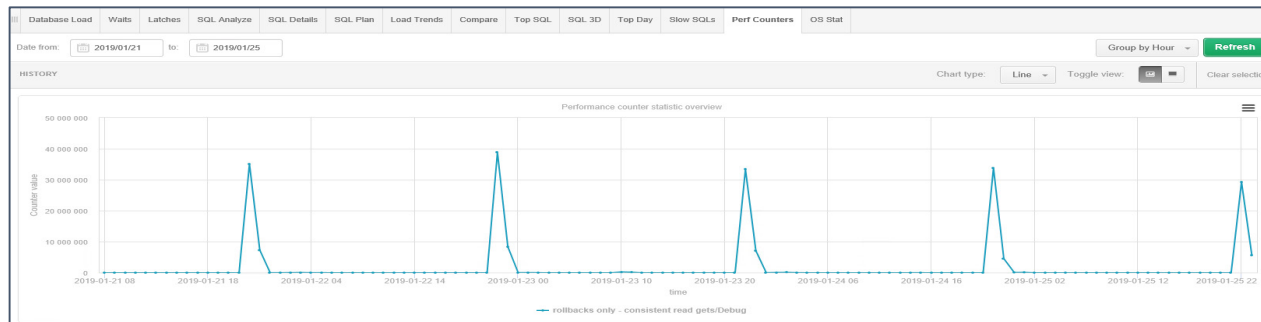 Database Load Waits Latches SQL Analyze SQL Details SQL Plan Load Trends Compare Top SQL SQL 3D Top Day Slow SQLs Perf Counters OS Stat
Date from: 2019/01/21 to: 2019/01/25 Group by Hour Refresh
HISTORY Chart type: Line Toggle view: Clear selectio
Performance counter statistic overview
50 000 000
40 000 000
30 000 000
20 000 000
10 000 000
0
Counter value
2019-01-21 08 2019-01-21 18 2019-01-22 04 2019-01-22 14 2019-01-23 00 2019-01-23 10 2019-01-23 20 2019-01-24 06 2019-01-24 16 2019-01-25 02 2019-01-25 12 2019-01-25 22
time
rollbacks only - consistent read gets/Debug